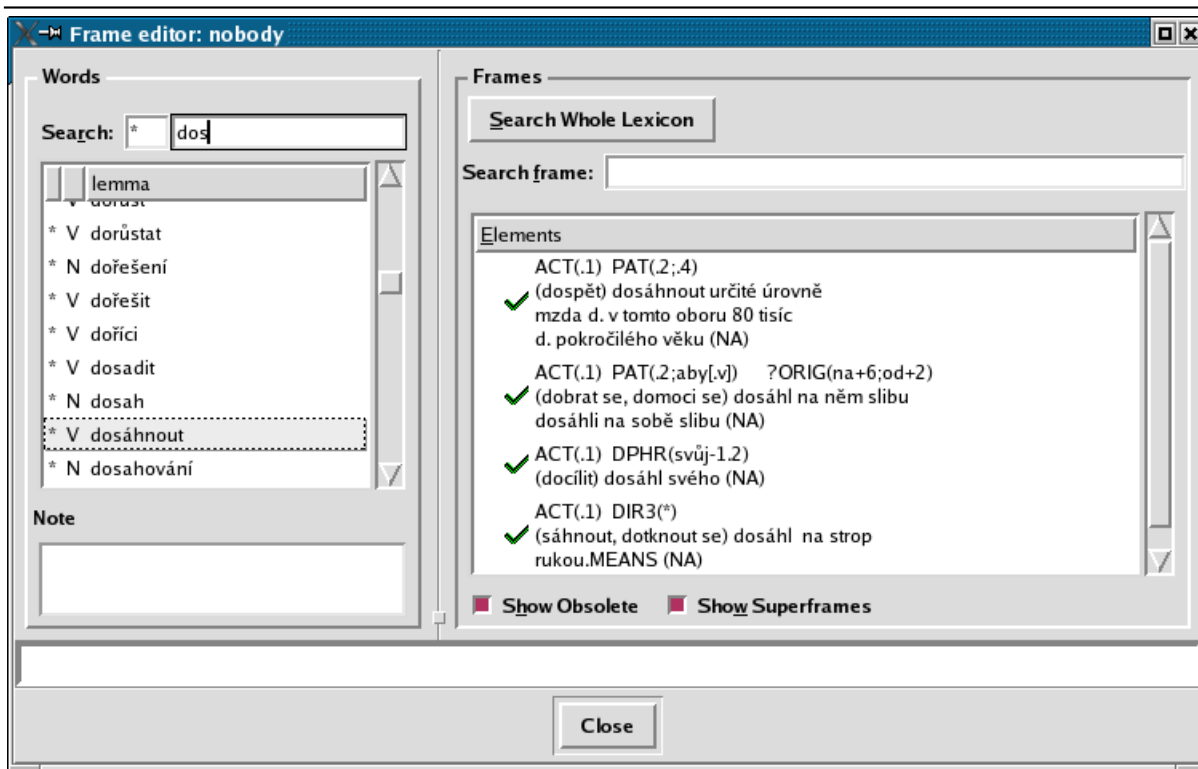 Frame editor: nobody
Words
Search: * dos
lemma
V dorůst
* V dorůstat
* N dořešení
* V dořešit
* V doříci
* V dosadit
* N dosah
* V dosáhnout
* N dosahování
Note
Frames
Search Whole Lexicon
Search frame:
Elements
ACT(.1) PAT(.2;.4)
(dospět) dosáhnout určité úrovně
mzda d. v tomto oboru 80 tisíc
d. pokročilého věku (NA)
ACT(.1) PAT(.2;aby[.v]) ?ORIG(na+6;od+2)
(dobrat se, domoci se) dosáhl na něm slibu
dosáhli na sobě slibu (NA)
ACT(.1) DPHR(svůj-1.2)
(docílit) dosáhl svého (NA)
ACT(.1) DIR3(*)
(sáhnout, dotknout se) dosáhl na strop
rukou.MEANS (NA)
Show Obsolete Show Superframes
Close